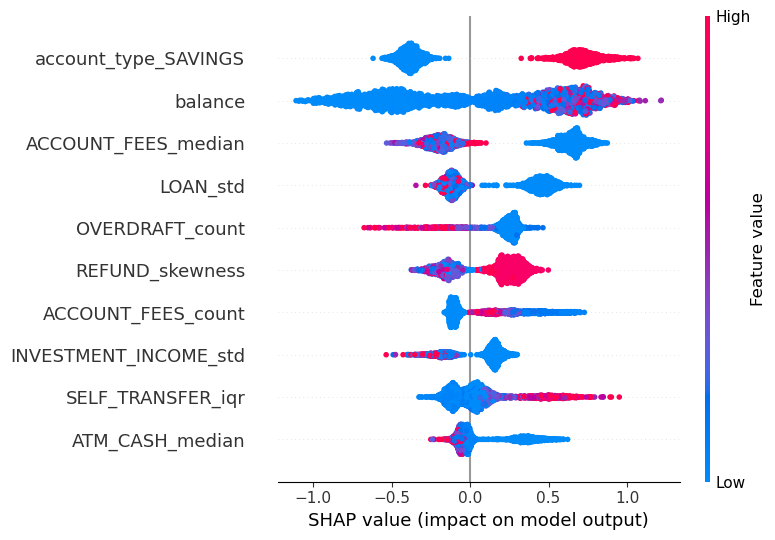 High
account_type_SAVINGS
balance
ACCOUNT_FEES_median
LOAN_std
OVERDRAFT_count
REFUND_skewness
ACCOUNT_FEES_count
INVESTMENT_INCOME_std
SELF_TRANSFER_iqr
ATM_CASH_median
Feature value
Low
−1.0 −0.5 0.0 0.5 1.0
SHAP value (impact on model output)